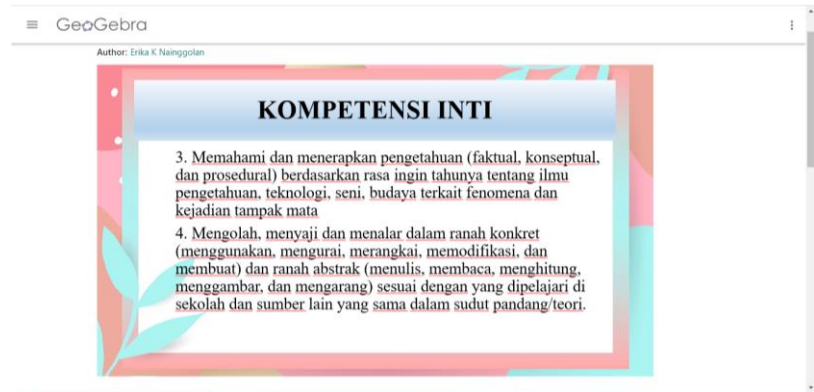 GeoGebra
Author: Erika K Nainggolan
KOMPETENSI INTI
3. Memahami dan menerapkan pengetahuan (faktual, konseptual,
dan prosedural) berdasarkan rasa ingin tahunya tentang ilmu
pengetahuan, teknologi, seni, budaya terkait fenomena dan
kejadian tampak mata
4. Mengolah, menyaji dan menalar dalam ranah konkret
(menggunakan, mengurai, merangkai, memodifikasi, dan
membuat) dan ranah abstrak (menulis, membaca, menghitung,
menggambar, dan mengarang) sesuai dengan yang dipelajari di
sekolah dan sumber lain yang sama dalam sudut pandang/teori.